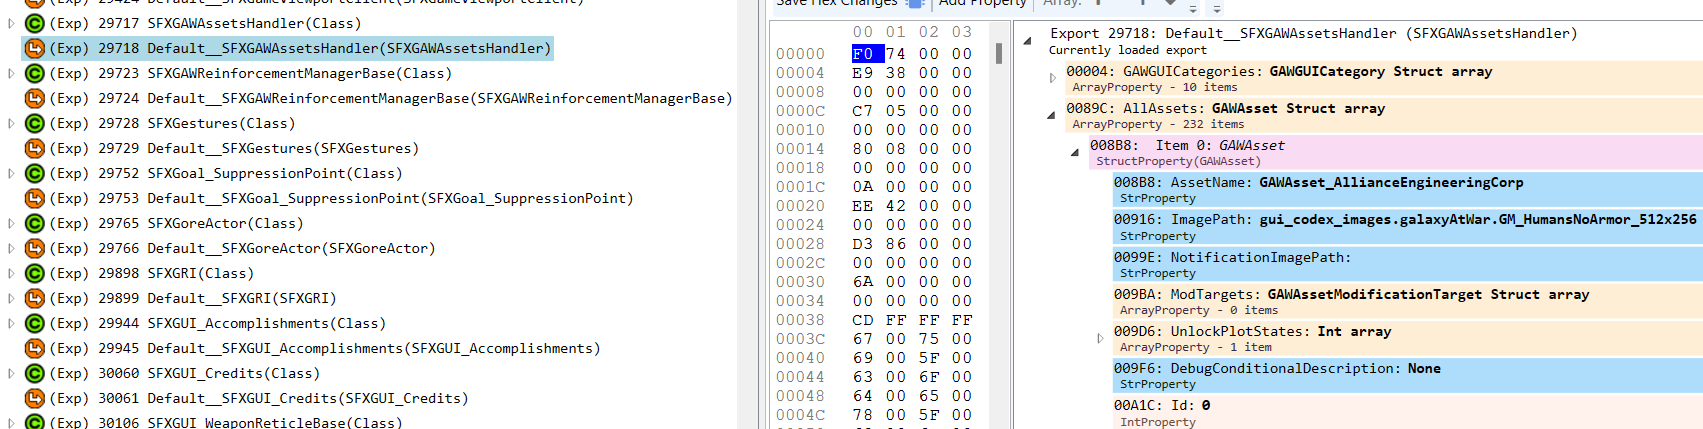 (Exp) 29424 Default__SFXGameViewportClient(SFXGameViewportClient)
(Exp) 29717 SFXGAWAssetsHandler(Class)
(Exp) 29718 Default__SFXGAWAssetsHandler(SFXGAWAssetsHandler)
(Exp) 29723 SFXGAWReinforcementManagerBase(Class)
(Exp) 29724 Default__SFXGAWReinforcementManagerBase(SFXGAWReinforcementManagerBase)
(Exp) 29728 SFXGestures(Class)
(Exp) 29729 Default__SFXGestures(SFXGestures)
(Exp) 29752 SFXGoal_SuppressionPoint(Class)
(Exp) 29753 Default__SFXGoal_SuppressionPoint(SFXGoal_SuppressionPoint)
(Exp) 29765 SFXGoreActor(Class)
(Exp) 29766 Default__SFXGoreActor(SFXGoreActor)
(Exp) 29898 SFXGRI(Class)
(Exp) 29899 Default__SFXGRI(SFXGRI)
(Exp) 29944 SFXGUI_Accomplishments(Class)
(Exp) 29945 Default__SFXGUI_Accomplishments(SFXGUI_Accomplishments)
(Exp) 30060 SFXGUI_Credits(Class)
(Exp) 30061 Default__SFXGUI_Credits(SFXGUI_Credits)
(Exp) 30106 SFXGUI_WeaponReticleBase(Class)
Save Hex Changes Add Property Array:
00 01 02 03
00000 F0 74 00 00
00004 E9 38 00 00
00008 00 00 00 00
0000C C7 05 00 00
00010 00 00 00 00
00014 80 08 00 00
00018 00 00 00 00
0001C 0A 00 00 00
00020 EE 42 00 00
00024 00 00 00 00
00028 D3 86 00 00
0002C 00 00 00 00
00030 6A 00 00 00
00034 00 00 00 00
00038 CD FF FF FF
0003C 67 00 75 00
00040 69 00 5F 00
00044 63 00 6F 00
00048 64 00 65 00
0004C 78 00 5F 00
Export 29718: Default__SFXGAWAssetsHandler (SFXGAWAssetsHandler)
Currently loaded export
00004: GAWGUICategories: GAWGUICategory Struct array
ArrayProperty - 10 items
0089C: AllAssets: GAWAsset Struct array
ArrayProperty - 232 items
008B8: Item 0: GAWAsset
StructProperty(GAWAsset)
008B8: AssetName: GAWAsset_AllianceEngineeringCorp
StrProperty
00916: ImagePath: gui_codex_images.galaxyAtWar.GM_HumansNoArmor_512x256
StrProperty
0099E: NotificationImagePath:
StrProperty
009BA: ModTargets: GAWAssetModificationTarget Struct array
ArrayProperty - 0 items
009D6: UnlockPlotStates: Int array
ArrayProperty - 1 item
009F6: DebugConditionalDescription: None
StrProperty
00A1C: Id: 0
IntProperty